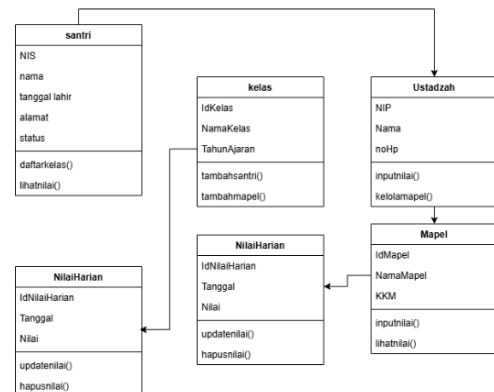 santri
NIS
nama
tanggal lahir
alamat
status
daftarkelas()
lihatnilai()
kelas
IdKelas
NamaKelas
TahunAjaran
tambahsantri()
tambahmapel()
Ustadzah
NIP
Nama
noHp
inputnilai()
kelolamapel()
Mapel
IdMapel
NamaMapel
KKM
inputnilai()
lihatnilai()
NilaiHarian
IdNilaiHarian
Tanggal
Nilai
updatenilai()
hapusnilai()
NilaiHarian
IdNilaiHarian
Tanggal
Nilai
updatenilai()
hapusnilai()